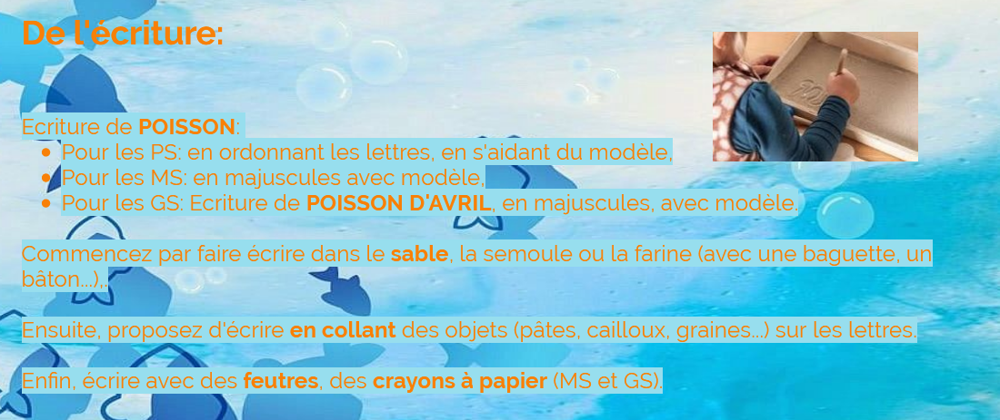 De l'écriture:
Ecriture de POISSON:
Pour les PS: en ordonnant les lettres, en s'aidant du modèle,
Pour les MS: en majuscules avec modèle,
Pour les GS: Ecriture de POISSON D'AVRIL, en majuscules, avec modèle.
Commencez par faire écrire dans le sable, la semoule ou la farine (avec une baguette, un
bâton...),.
Ensuite, proposez d'écrire en collant des objets (pâtes, cailloux, graines...) sur les lettres.
Enfin, écrire avec des feutres, des crayons à papier (MS et GS).